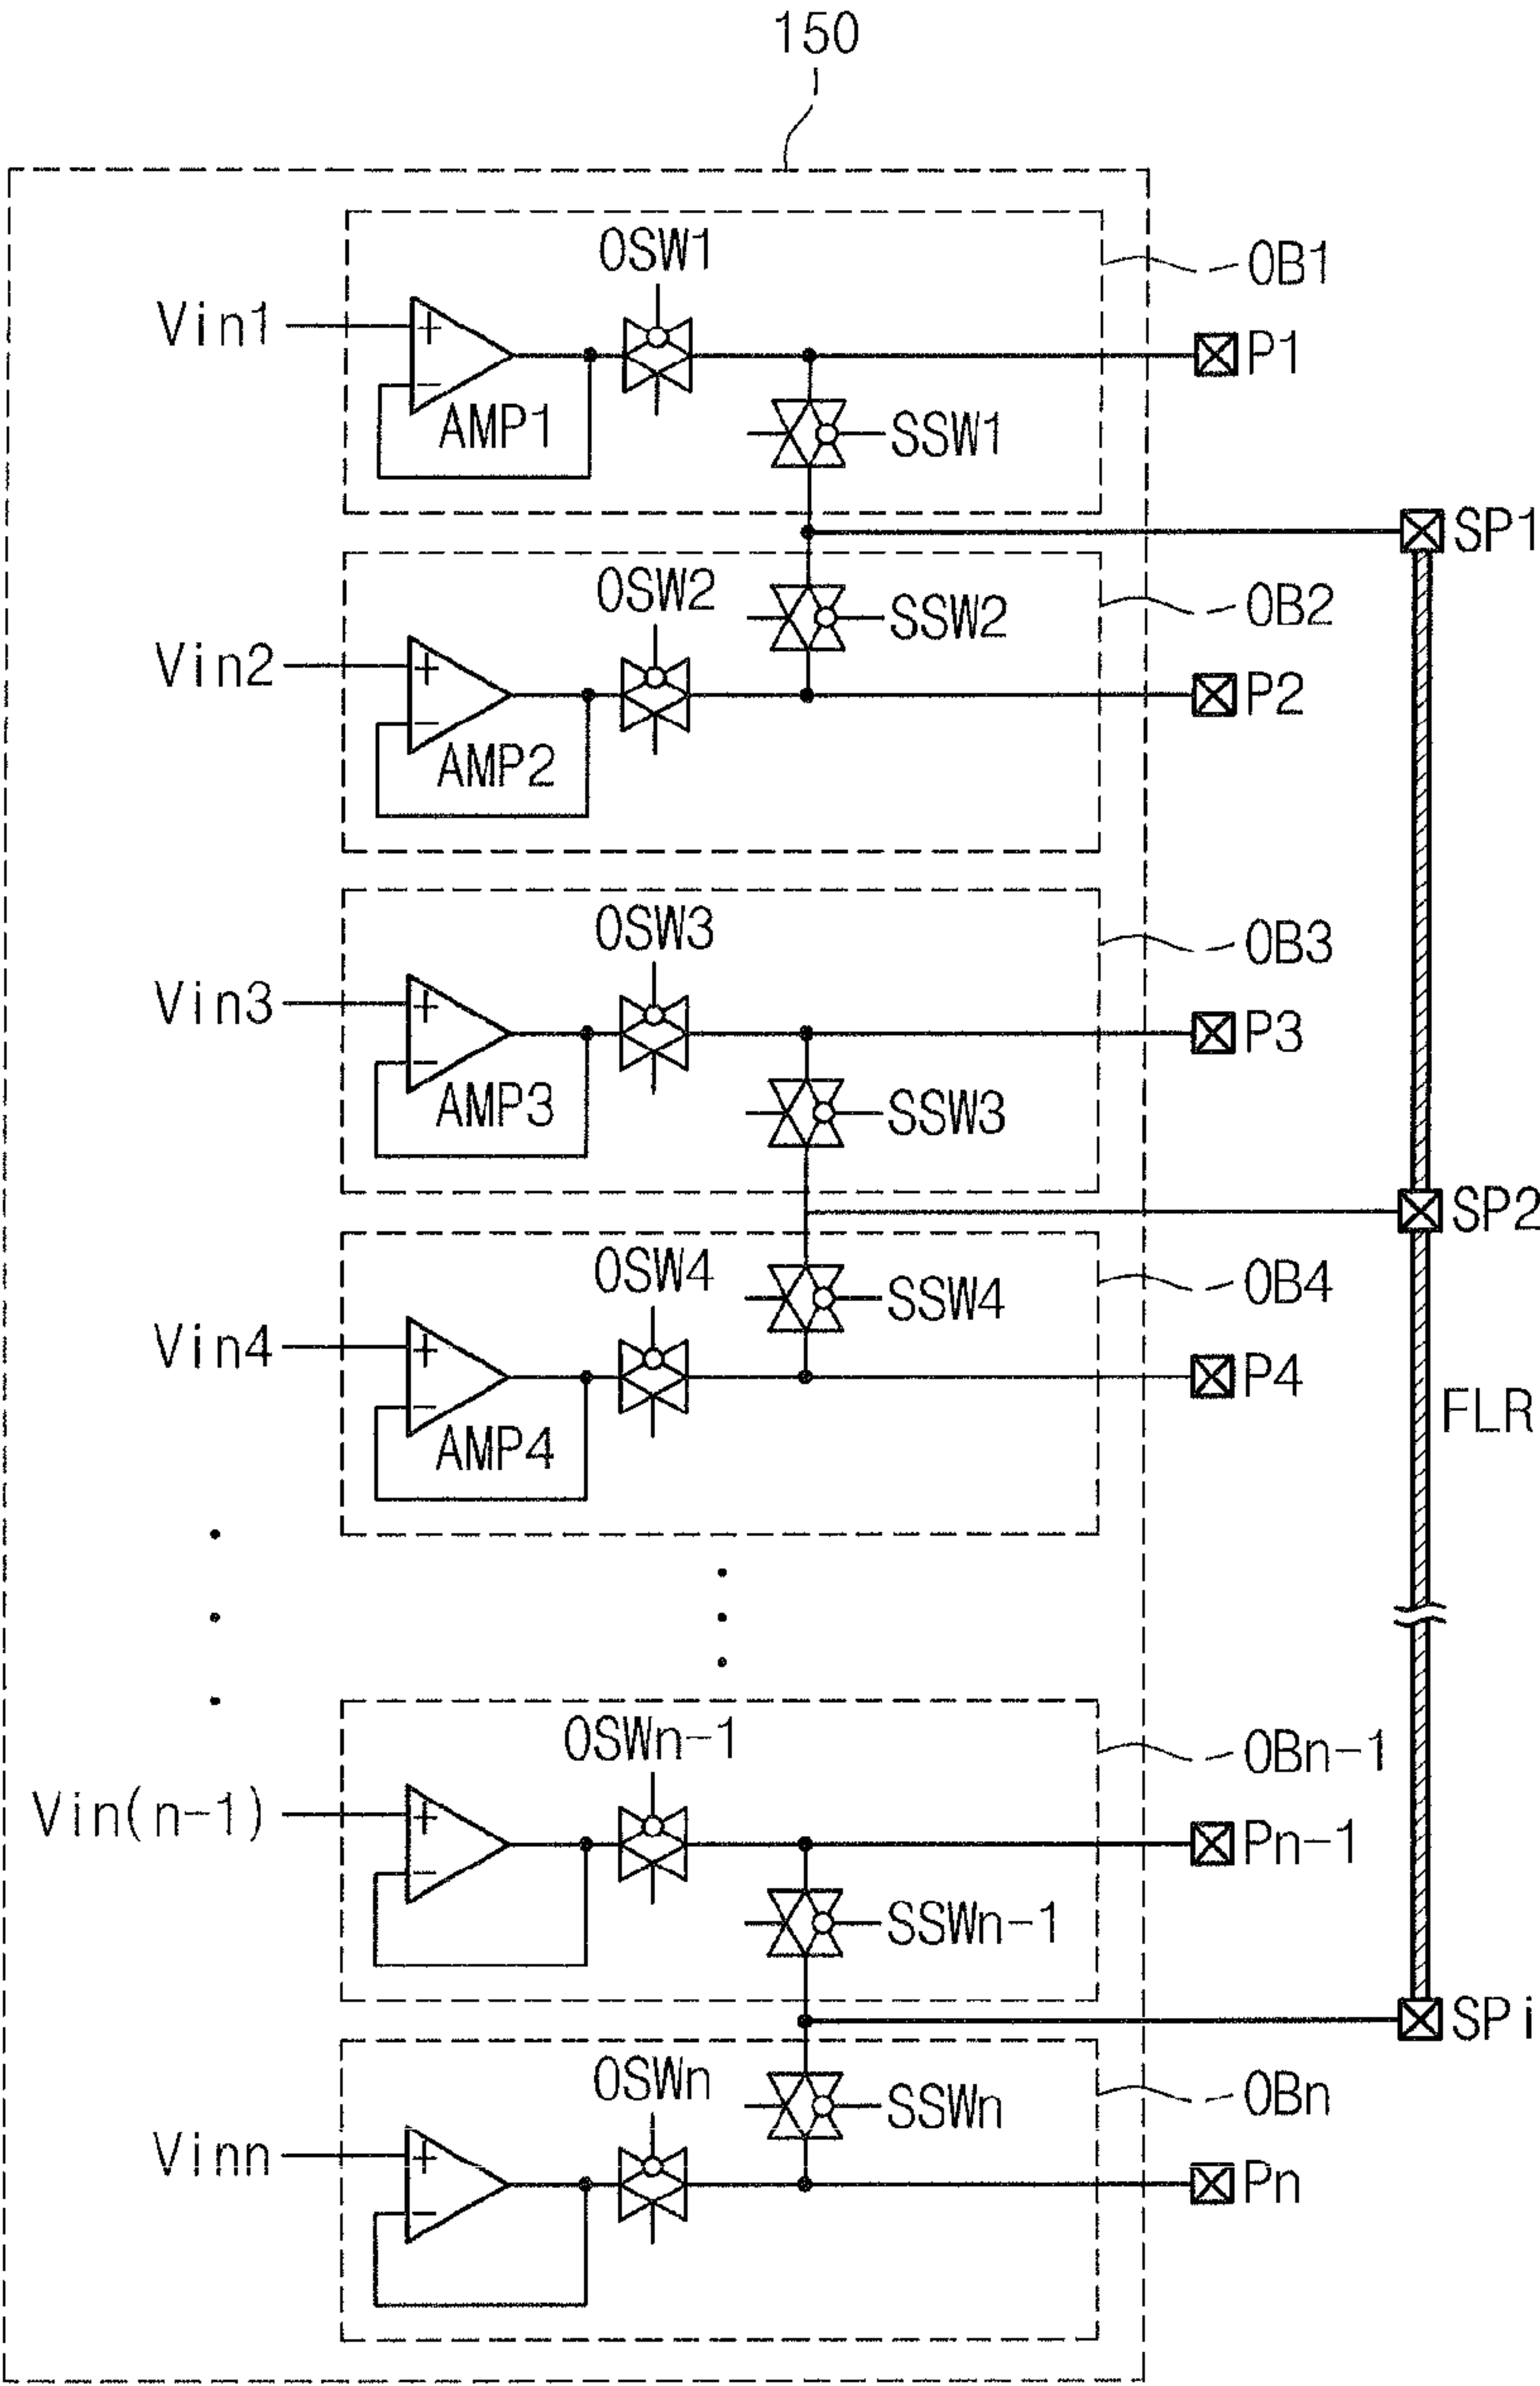 150
OSW1
OB1
Vin1
+
P1
−
AMP1
SSW1
SP1
OSW2
SSW2
OB2
Vin2
+
P2
−
AMP2
OSW3
OB3
Vin3
+
P3
−
AMP3
SSW3
SP2
OSW4
SSW4
OB4
Vin4
+
P4
−
FLR
AMP4
OSWn-1
OBn-1
Vin(n-1)
+
Pn-1
−
SSWn-1
SPi
OSWn
SSWn
OBn
Vinn
+
Pn
−